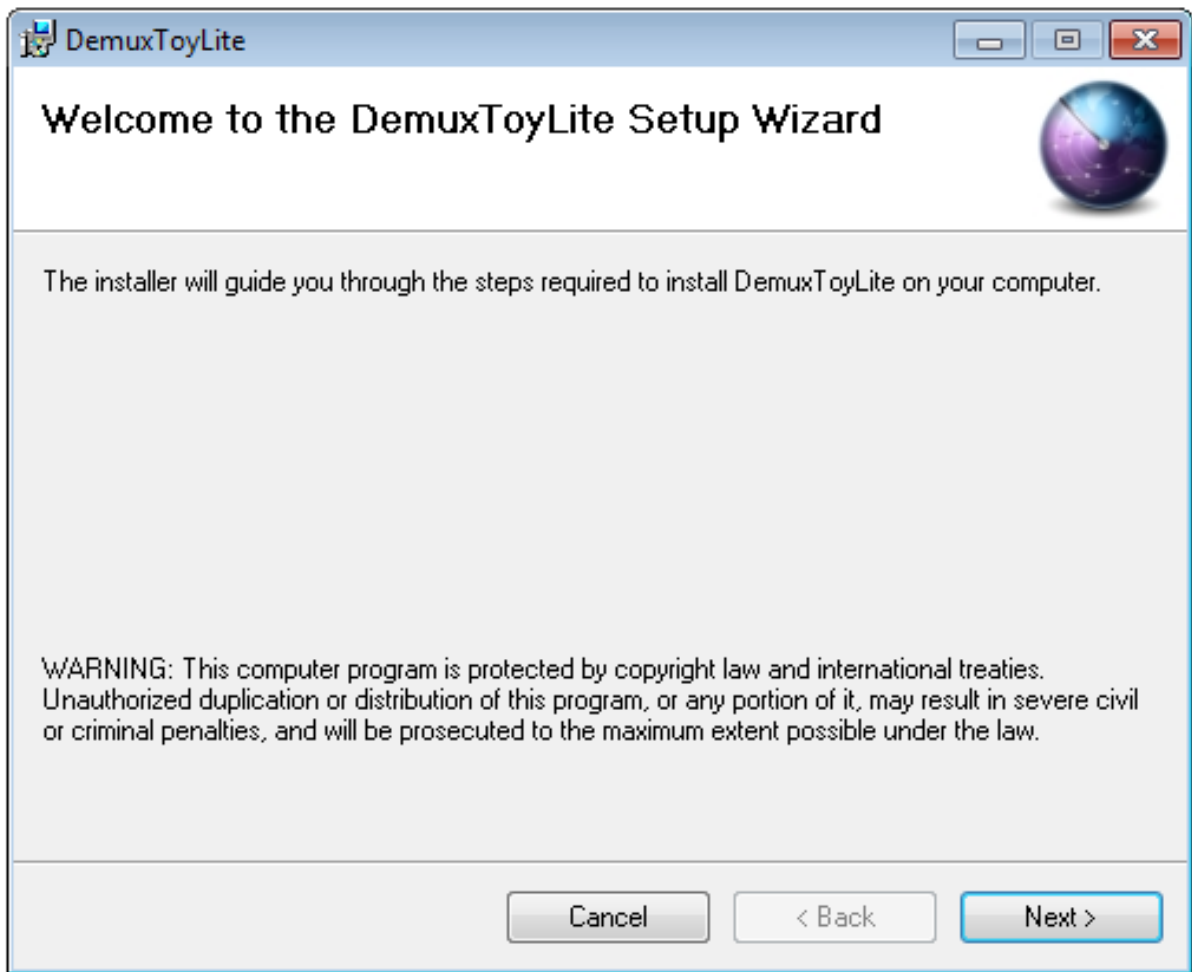 DemuxToyLite
Welcome to the DemuxToyLite Setup Wizard
The installer will guide you through the steps required to install DemuxToyLite on your computer.
WARNING: This computer program is protected by copyright law and international treaties.
Unauthorized duplication or distribution of this program, or any portion of it, may result in severe civil
or criminal penalties, and will be prosecuted to the maximum extent possible under the law.
Cancel
< Back
Next >